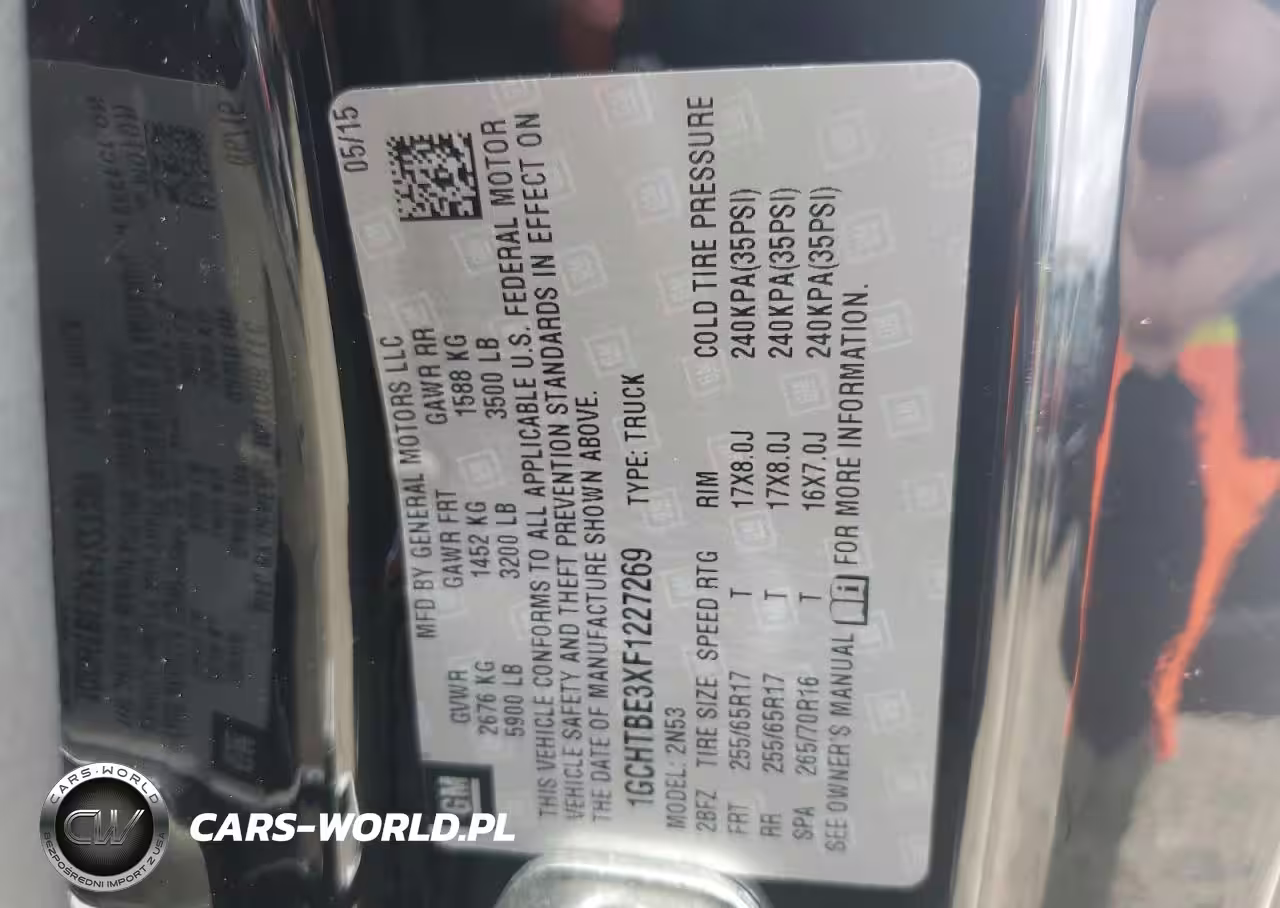 05/15
MFD BY GENERAL MOTORS LLC
GVWR GAWR FRT GAWR RR
2676 KG 1452 KG 1588 KG
5900 LB 3200 LB 3500 LB
GM
THIS VEHICLE CONFORMS TO ALL APPLICABLE U.S. FEDERAL MOTOR
VEHICLE SAFETY AND THEFT PREVENTION STANDARDS IN EFFECT ON
THE DATE OF MANUFACTURE SHOWN ABOVE.
1GCHTBE3XF1227269 TYPE: TRUCK
MODEL: 2N53
2BFZ TIRE SIZE SPEED RTG RIM COLD TIRE PRESSURE
FRT 255/65R17 T 17X8.0J 240KPA(35PSI)
RR 255/65R17 T 17X8.0J 240KPA(35PSI)
SPA 265/70R16 T 16X7.0J 240KPA(35PSI)
SEE OWNER'S MANUAL i FOR MORE INFORMATION.
CARS-WORLD
CW
BEZPOŚREDNI IMPORT Z USA
CARS-WORLD.PL